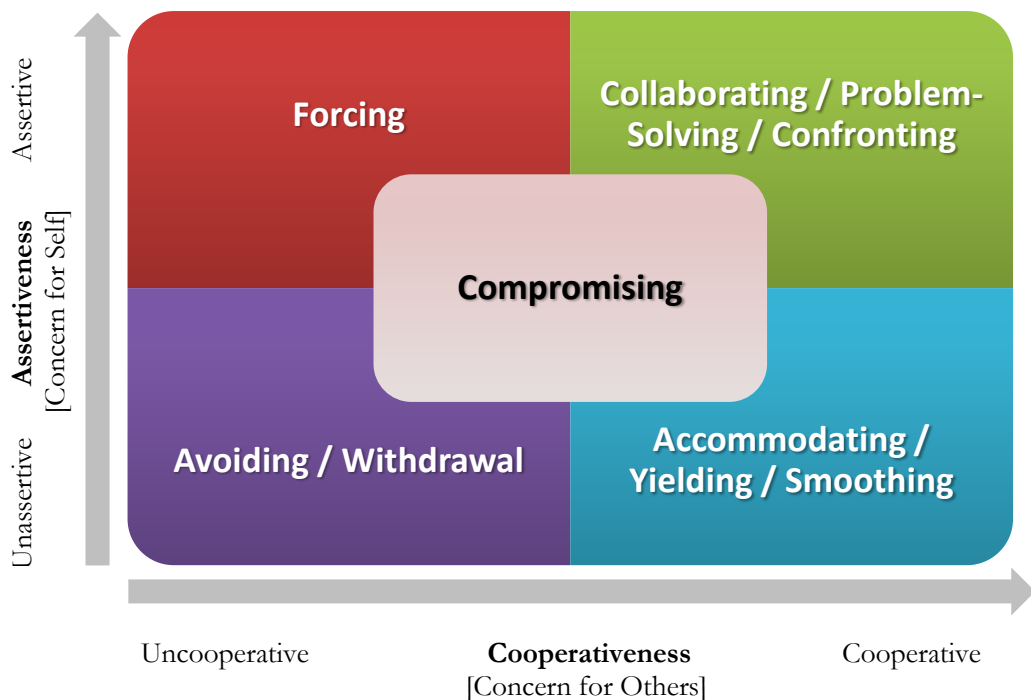 Assertive
Assertiveness
[Concern for Self]
Unassertive
Forcing
Collaborating / Problem-
Solving / Confronting
Compromising
Avoiding / Withdrawal
Accommodating /
Yielding / Smoothing
Uncooperative
Cooperativeness
[Concern for Others]
Cooperative